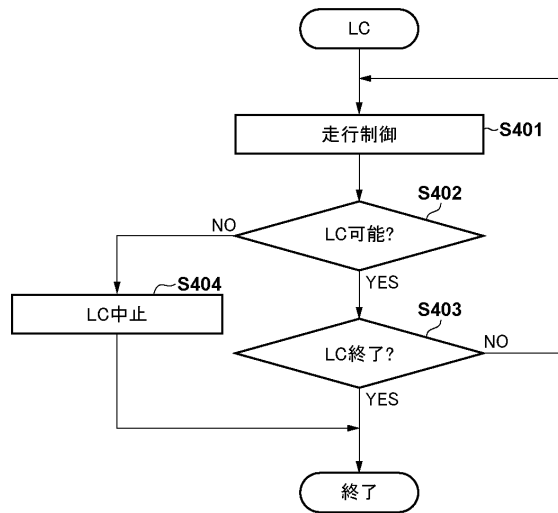 LC
走行制御
S401
S402
LC可能?
NO
YES
S404
LC中止
S403
LC終了?
NO
YES
終了